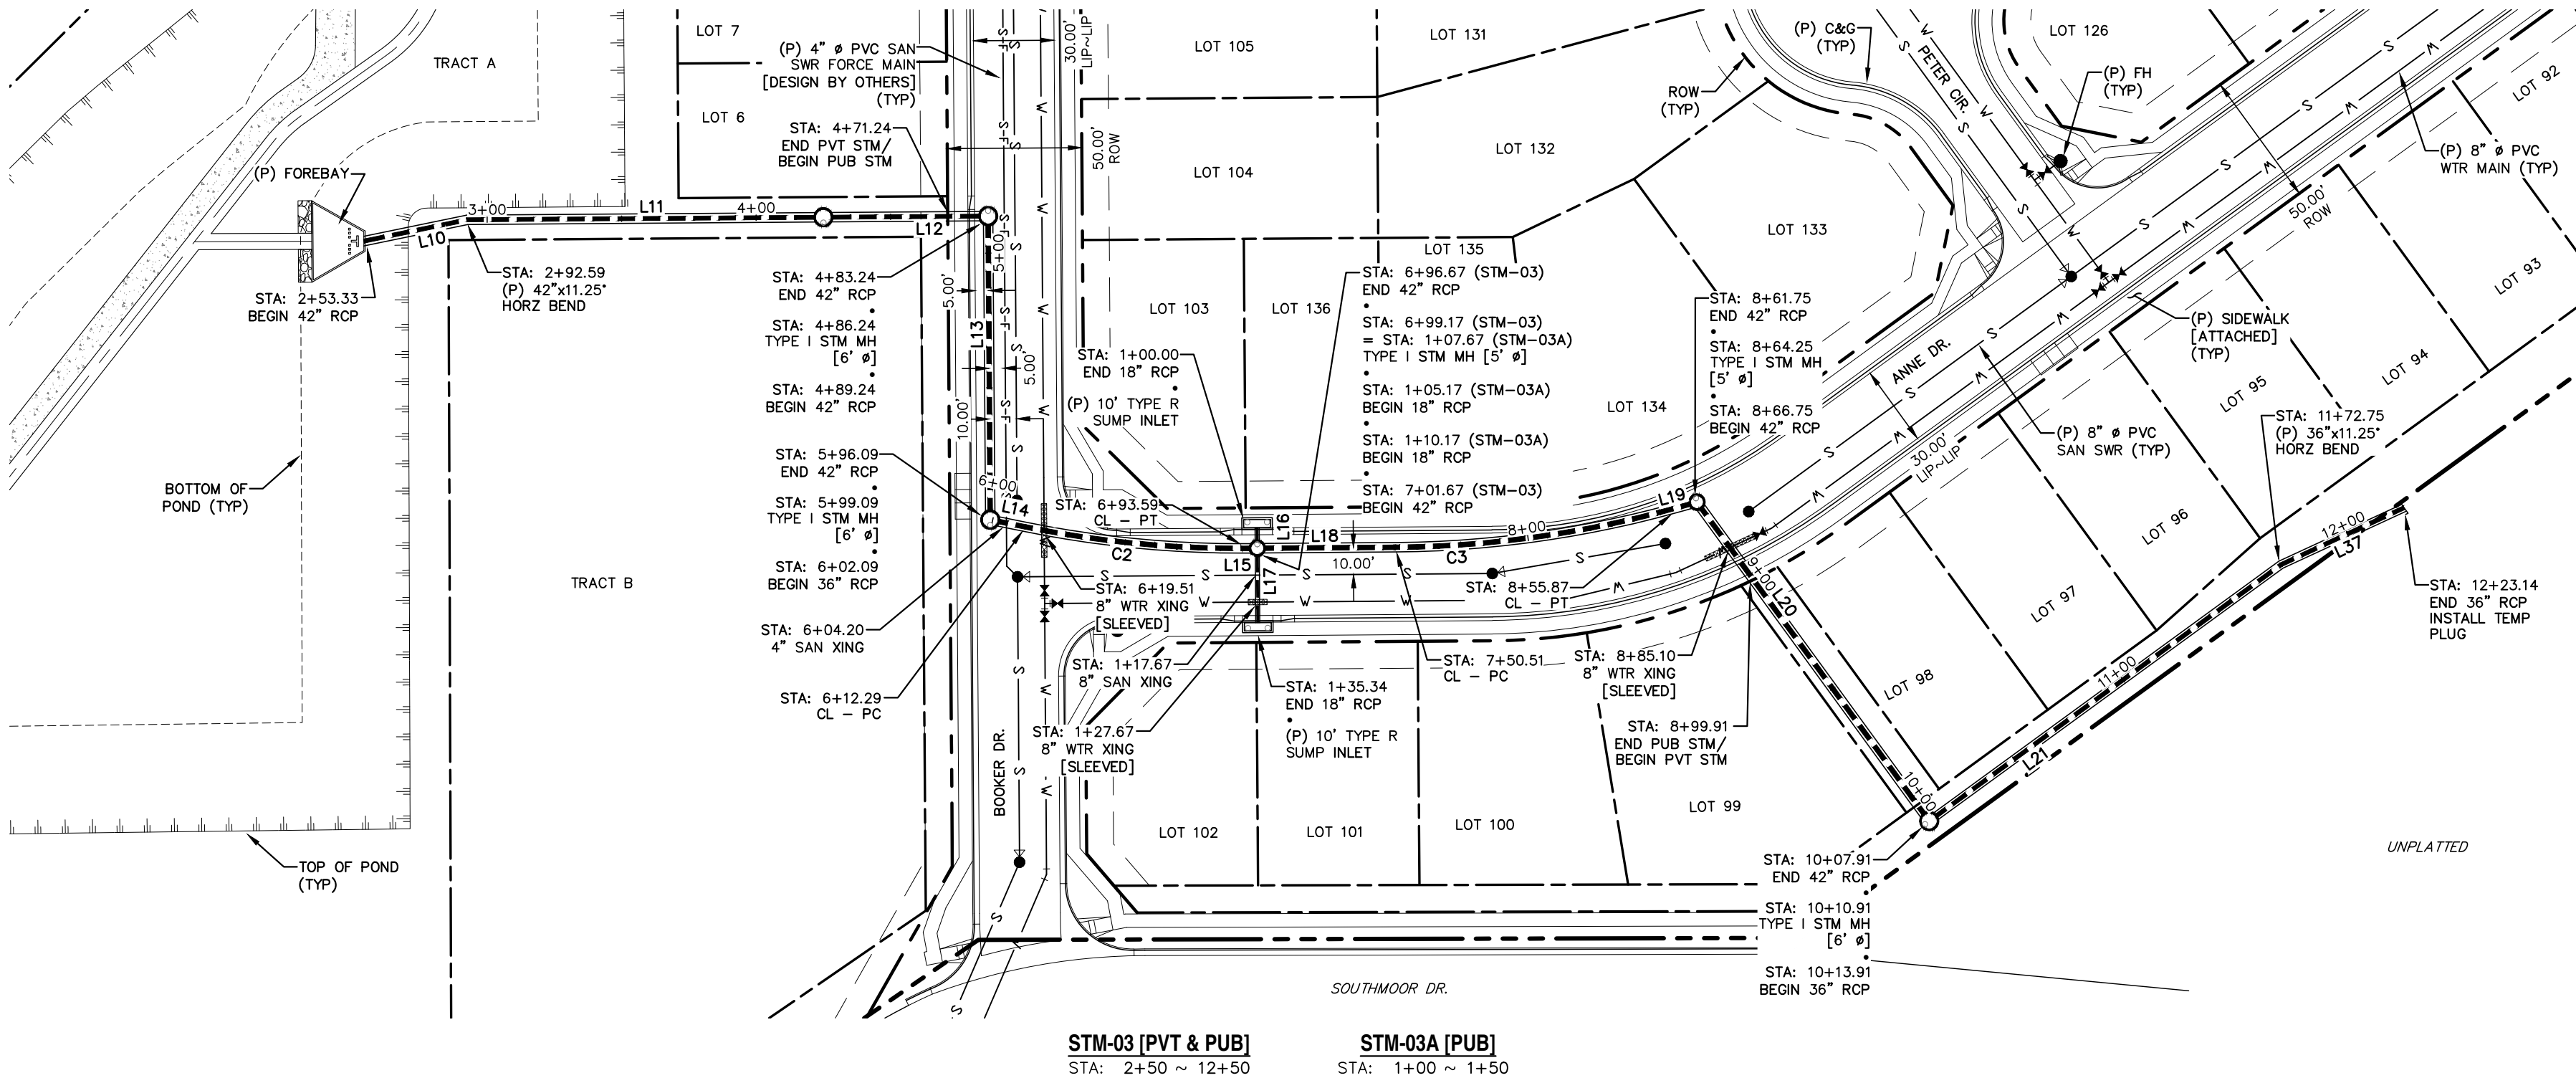 LOT 7
TRACT A
LOT 6
(P) 4" ø PVC SAN
SWR FORCE MAIN
[DESIGN BY OTHERS]
(TYP)
30.00'
LIP~LIP
50.00'
ROW
LOT 105
LOT 131
LOT 104
LOT 132
ROW
(TYP)
(P) C&G
(TYP)
PETER CIR.
LOT 126
(P) FH
(TYP)
LOT 92
(P) 8" ø PVC
WTR MAIN (TYP)
50.00'
ROW
LOT 93
STA: 4+71.24
END PVT STM/
BEGIN PUB STM
(P) FOREBAY
L10
3+00
L11
4+00
L12
STA: 2+53.33
BEGIN 42" RCP
STA: 2+92.59
(P) 42"x11.25°
HORZ BEND
STA: 4+83.24
END 42" RCP
•
STA: 4+86.24
TYPE I STM MH
[6' ø]
•
STA: 4+89.24
BEGIN 42" RCP
5+00
5.00'
L13
5.00'
10.00'
LOT 103
LOT 136
LOT 135
LOT 133
LOT 134
STA: 1+00.00
END 18" RCP
•
(P) 10' TYPE R
SUMP INLET
STA: 6+96.67 (STM-03)
END 42" RCP
•
STA: 6+99.17 (STM-03)
= STA: 1+07.67 (STM-03A)
TYPE I STM MH [5' ø]
•
STA: 1+05.17 (STM-03A)
BEGIN 18" RCP
•
STA: 1+10.17 (STM-03A)
BEGIN 18" RCP
•
STA: 7+01.67 (STM-03)
BEGIN 42" RCP
STA: 8+61.75
END 42" RCP
•
STA: 8+64.25
TYPE I STM MH
[5' ø]
•
STA: 8+66.75
BEGIN 42" RCP
ANNE DR.
30.00'
LIP~LIP
(P) SIDEWALK
[ATTACHED]
(TYP)
(P) 8" ø PVC
SAN SWR (TYP)
LOT 94
LOT 95
LOT 96
LOT 97
LOT 98
STA: 11+72.75
(P) 36"x11.25°
HORZ BEND
12+00
L37
STA: 12+23.14
END 36" RCP
INSTALL TEMP
PLUG
BOTTOM OF
POND (TYP)
TOP OF POND
(TYP)
TRACT B
STA: 5+96.09
END 42" RCP
•
STA: 5+99.09
TYPE I STM MH
[6' ø]
•
STA: 6+02.09
BEGIN 36" RCP
STA: 6+04.20
4" SAN XING
STA: 6+12.29
CL - PC
6+00
L14
C2
STA: 6+93.59
CL - PT
L15
L16
L17
L18
10.00'
C3
8+00
L19
STA: 6+19.51
8" WTR XING
[SLEEVED]
STA: 1+17.67
8" SAN XING
STA: 1+27.67
8" WTR XING
[SLEEVED]
STA: 1+35.34
END 18" RCP
•
(P) 10' TYPE R
SUMP INLET
STA: 7+50.51
CL - PC
STA: 8+55.87
CL - PT
STA: 8+85.10
8" WTR XING
[SLEEVED]
STA: 8+99.91
END PUB STM/
BEGIN PVT STM
9+00
L20
10+00
11+00
L21
BOOKER DR.
LOT 102
LOT 101
LOT 100
LOT 99
STA: 10+07.91
END 42" RCP
•
STA: 10+10.91
TYPE I STM MH
[6' ø]
•
STA: 10+13.91
BEGIN 36" RCP
UNPLATTED
SOUTHMOOR DR.
STM-03 [PVT & PUB]
STA: 2+50 ~ 12+50
STM-03A [PUB]
STA: 1+00 ~ 1+50